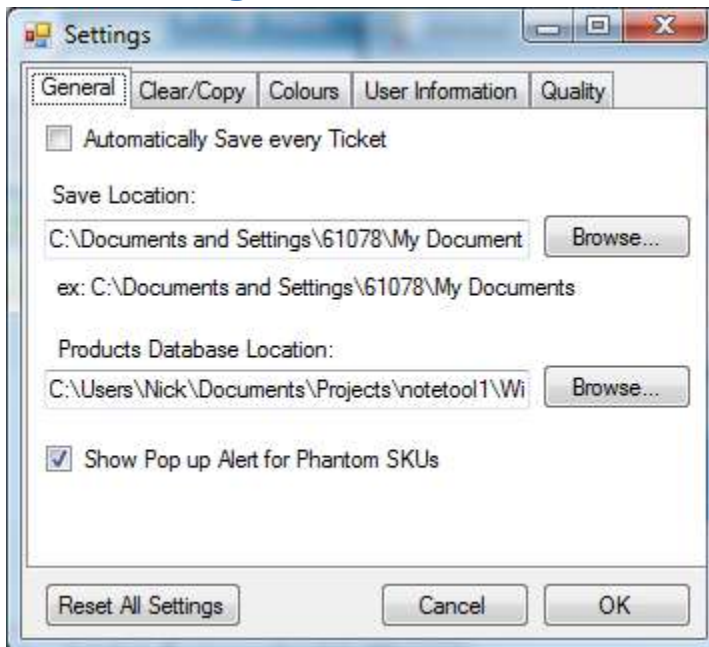 Settings
General Clear/Copy Colours User Information Quality
Automatically Save every Ticket
Save Location:
C:\Documents and Settings\61078\My Document Browse...
ex: C:\Documents and Settings\61078\My Documents
Products Database Location:
C:\Users\Nick\Documents\Projects\notetool1\Wi Browse...
Show Pop up Alert for Phantom SKUs
Reset All Settings Cancel OK